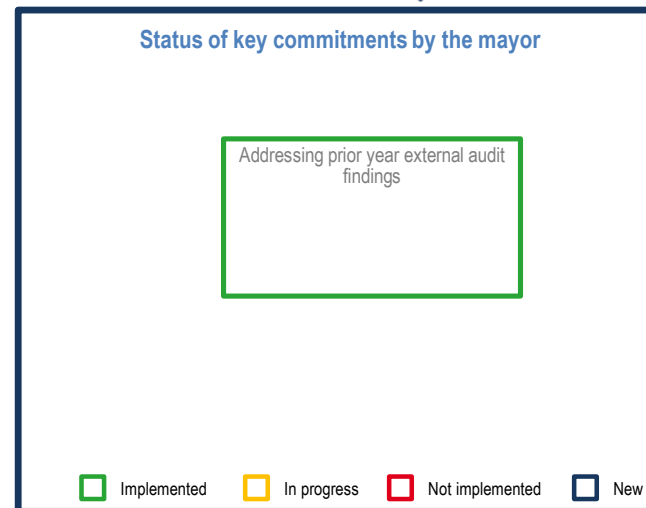 Status of key commitments by the mayor
Addressing prior year external audit
findings
Implemented
In progress
Not implemented
New